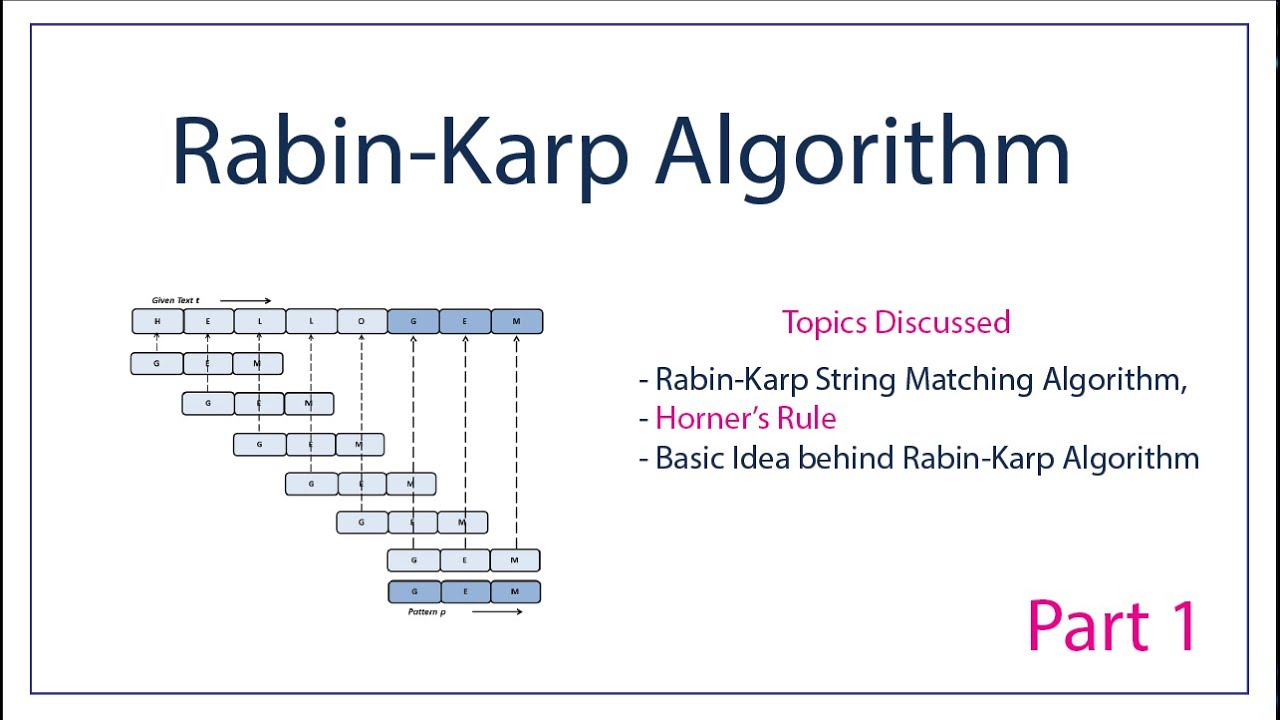 Rabin-Karp Algorithm
Given Text t
H E L L O G E M
G E M
G E M
G E M
G E M
G E M
G E M
G E M
Pattern p
Topics Discussed
- Rabin-Karp String Matching Algorithm,
- Horner's Rule
- Basic Idea behind Rabin-Karp Algorithm
Part 1